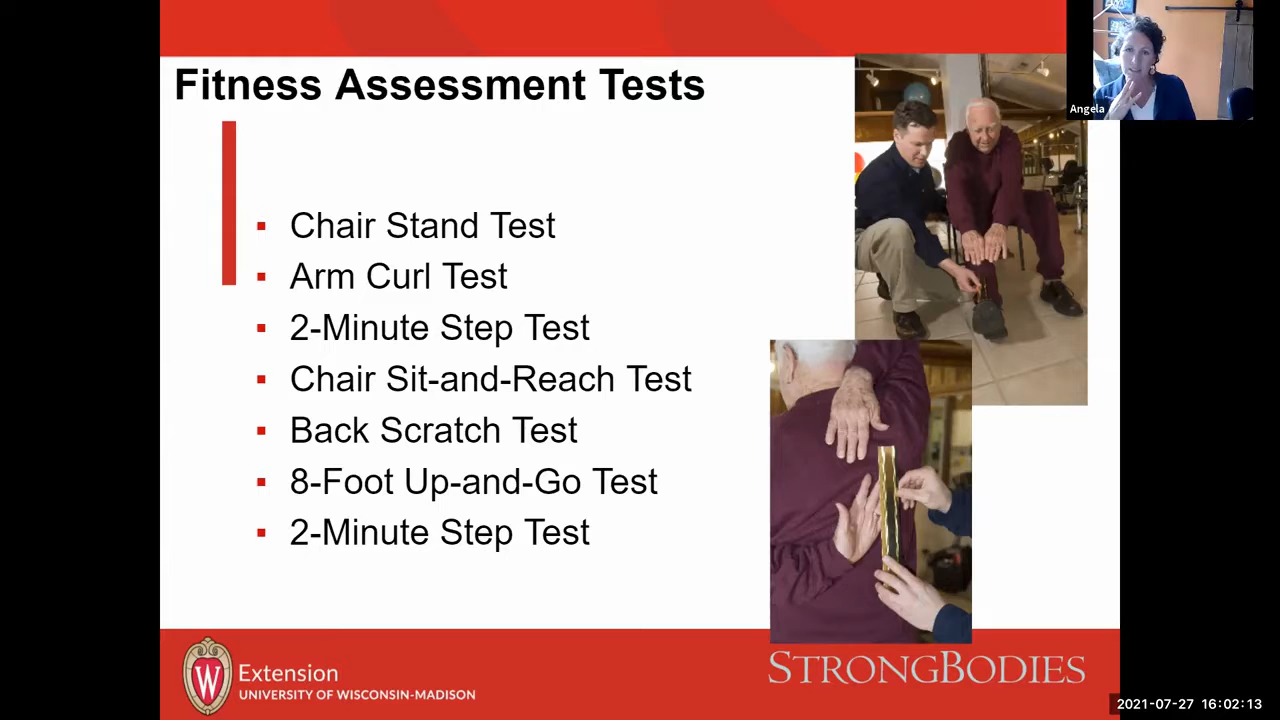 Fitness Assessment Tests
Angela
▪ Chair Stand Test
▪ Arm Curl Test
▪ 2-Minute Step Test
▪ Chair Sit-and-Reach Test
▪ Back Scratch Test
▪ 8-Foot Up-and-Go Test
▪ 2-Minute Step Test
W
Extension
UNIVERSITY OF WISCONSIN-MADISON
STRONGBODIES
2021-07-27 16:02:13